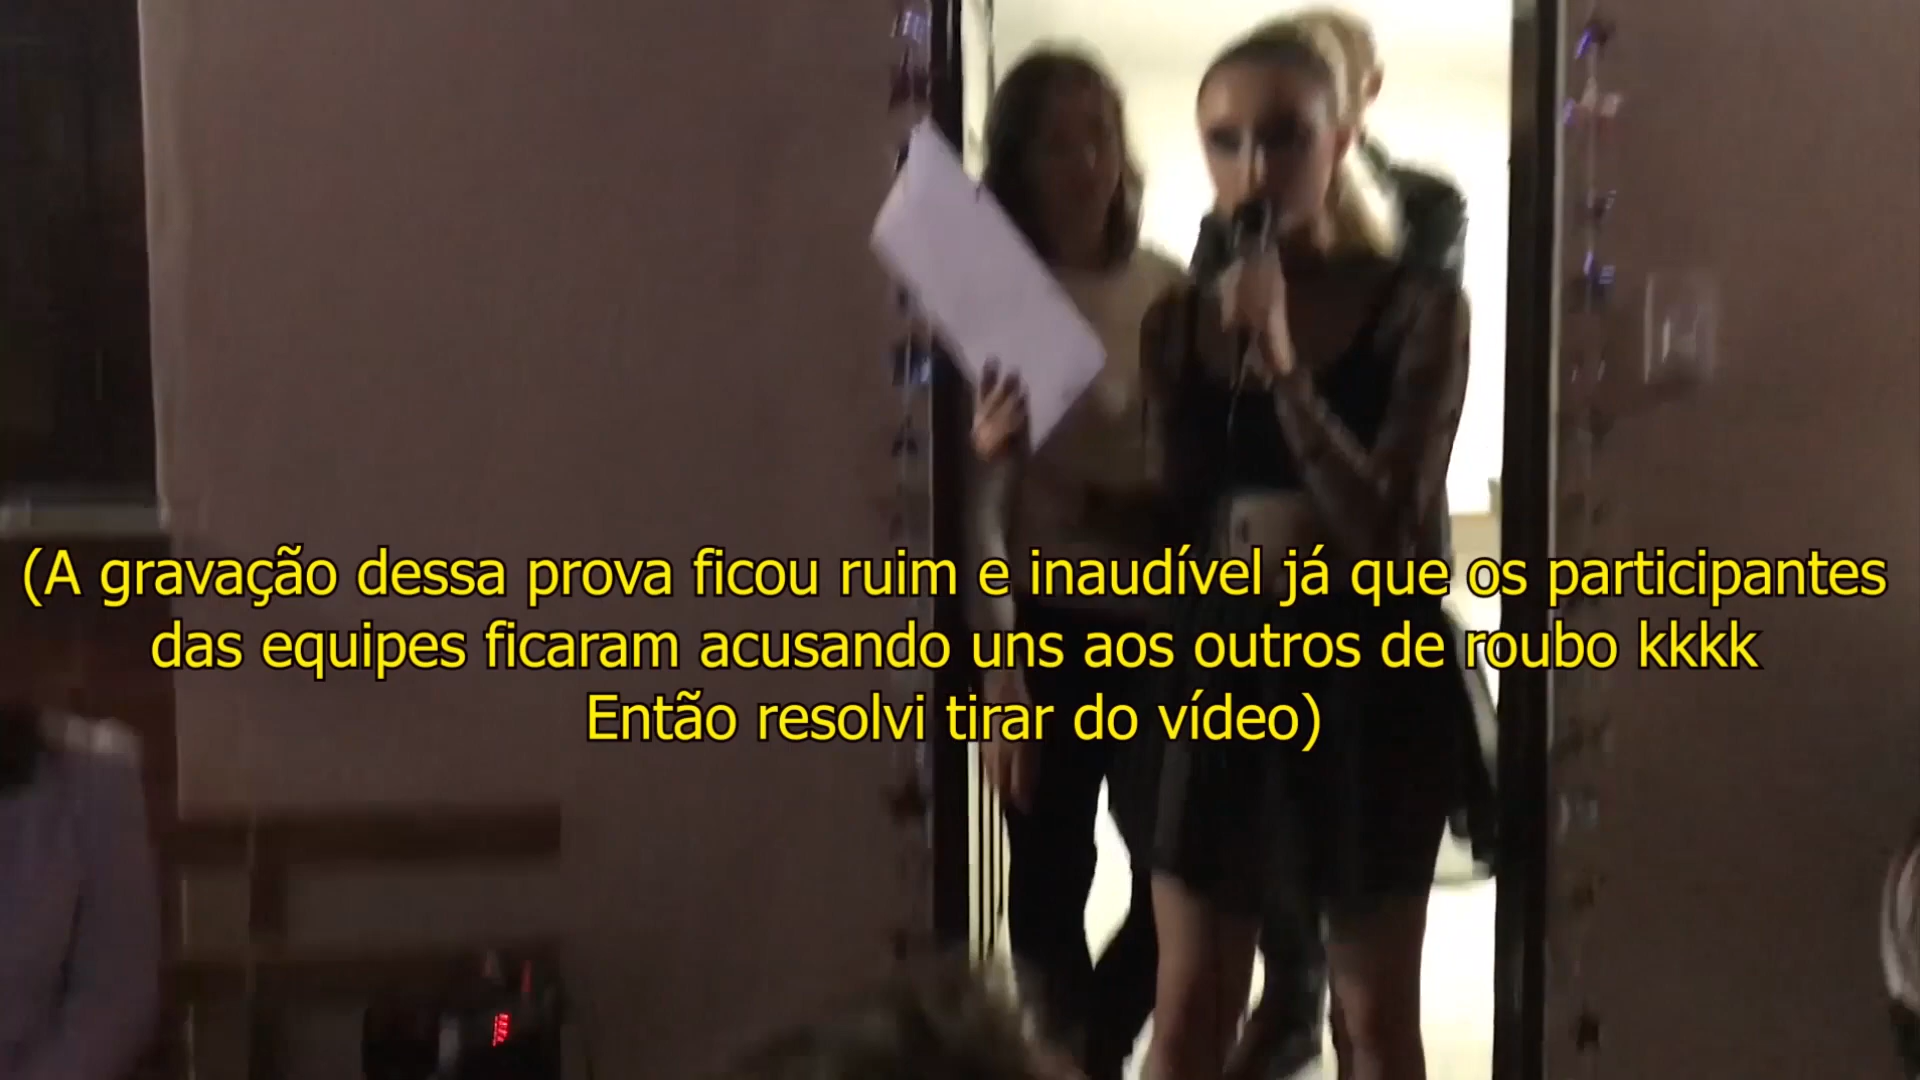 (A gravação dessa prova ficou ruim e inaudível já que os participantes
das equipes ficaram acusando uns aos outros de roubo kkkk
Então resolvi tirar do vídeo)